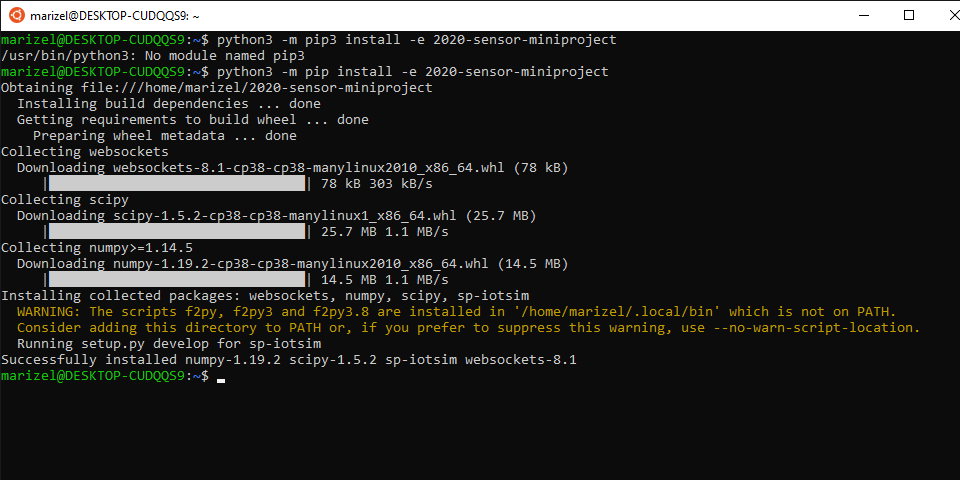 marizel@DESKTOP-CUDQQS9: ~
marizel@DESKTOP-CUDQQS9:~$ python3 -m pip3 install -e 2020-sensor-miniproject
/usr/bin/python3: No module named pip3
marizel@DESKTOP-CUDQQS9:~$ python3 -m pip install -e 2020-sensor-miniproject
Obtaining file:///home/marizel/2020-sensor-miniproject
  Installing build dependencies ... done
  Getting requirements to build wheel ... done
    Preparing wheel metadata ... done
Collecting websockets
  Downloading websockets-8.1-cp38-cp38-manylinux2010_x86_64.whl (78 kB)
     |████████████████████████████████| 78 kB 303 kB/s
Collecting scipy
  Downloading scipy-1.5.2-cp38-cp38-manylinux1_x86_64.whl (25.7 MB)
     |████████████████████████████████| 25.7 MB 1.1 MB/s
Collecting numpy>=1.14.5
  Downloading numpy-1.19.2-cp38-cp38-manylinux2010_x86_64.whl (14.5 MB)
     |████████████████████████████████| 14.5 MB 1.1 MB/s
Installing collected packages: websockets, numpy, scipy, sp-iotsim
  WARNING: The scripts f2py, f2py3 and f2py3.8 are installed in '/home/marizel/.local/bin' which is not on PATH.
  Consider adding this directory to PATH or, if you prefer to suppress this warning, use --no-warn-script-location.
  Running setup.py develop for sp-iotsim
Successfully installed numpy-1.19.2 scipy-1.5.2 sp-iotsim websockets-8.1
marizel@DESKTOP-CUDQQS9:~$